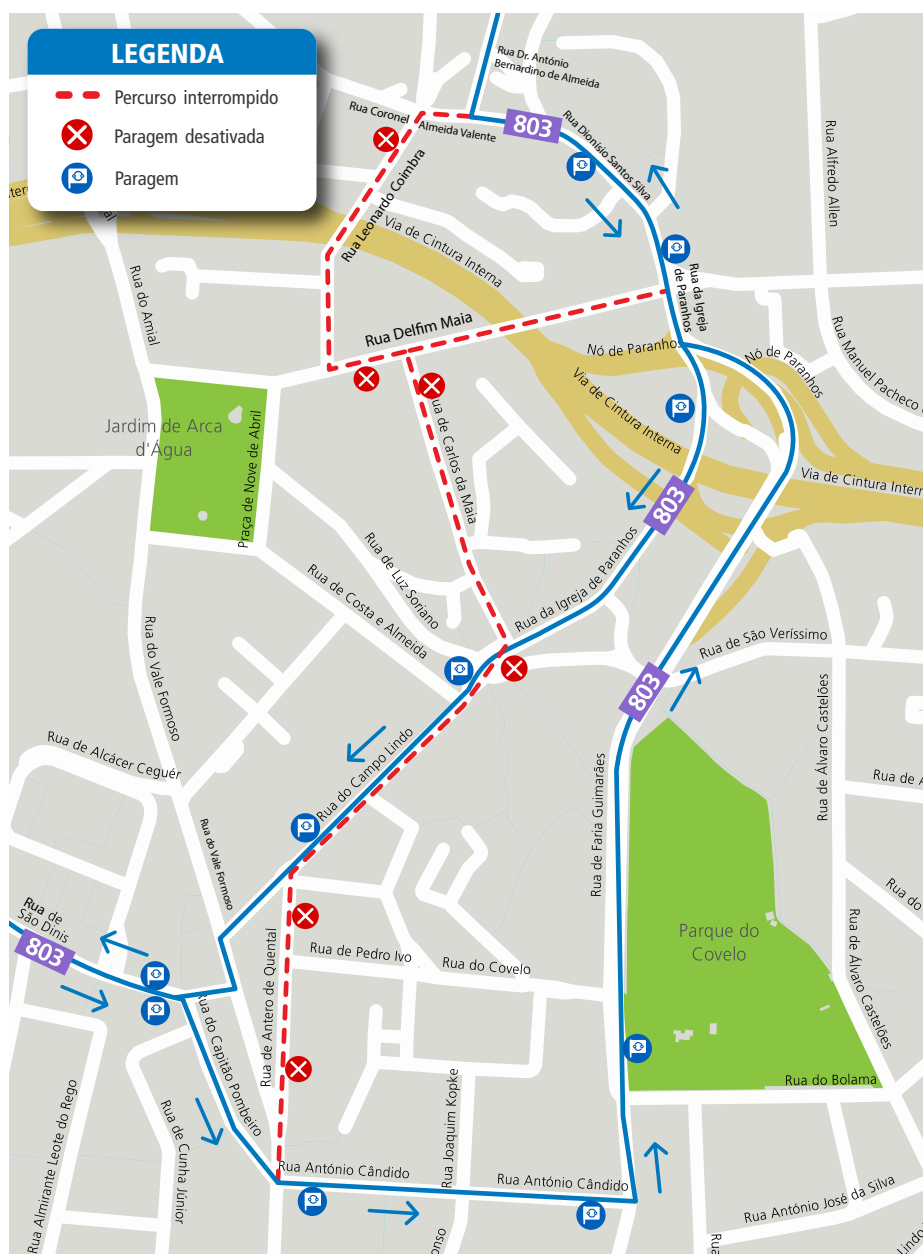 LEGENDA
Percurso interrompido
Paragem desativada
Paragem
Rua Dr. António
Bernardino de Almeida
Rua Coronel
Almeida Valente
803
Rua Dionísio Santos Silva
Rua Alfredo Allen
Rua Leonardo Coimbra
Via de Cintura Interna
Rua do Amial
Rua da Igreja
de Paranhos
Rua Delfim Maia
Nó de Paranhos
Nó de Paranhos
Rua Manuel Pacheco
Via de Cintura Interna
Via de Cintura Intern
Jardim de Arca
d'Água
Praça de Nove de Abril
ua de Carlos da Maia
803
Rua de Luz Soriano
Rua de Costa e Almeida
Rua da Igreja de Paranhos
Rua do Vale Formoso
Rua de São Veríssimo
803
Rua de Álvaro Castelões
Rua de Alcácer Ceguér
Rua do Campo Lindo
Rua de Faria Guimarães
Rua de A
Rua do Vale Formoso
Rua do
Rua de
São Dinis
803
Rua de Pedro Ivo
Rua do Covelo
Parque do
Covelo
Rua de Álvaro Castelões
Rua de Antero de Quental
Rua do Capitão Pombeiro
Rua do Bolama
Rua Almirante Leote do Rego
Rua de Cunha Júnior
Rua Joaquim Kopke
Rua António Cândido
Rua António Cândido
Rua António José da Silva
onso
Rua
Lindo